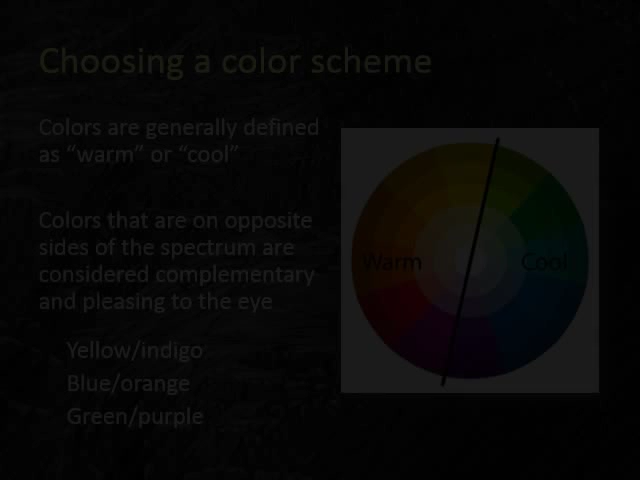 Choosing a color scheme
Colors are generally defined
as “warm” or “cool”
Colors that are on opposite
sides of the spectrum are
considered complementary
and pleasing to the eye
Yellow/indigo
Blue/orange
Green/purple
Warm
Cool